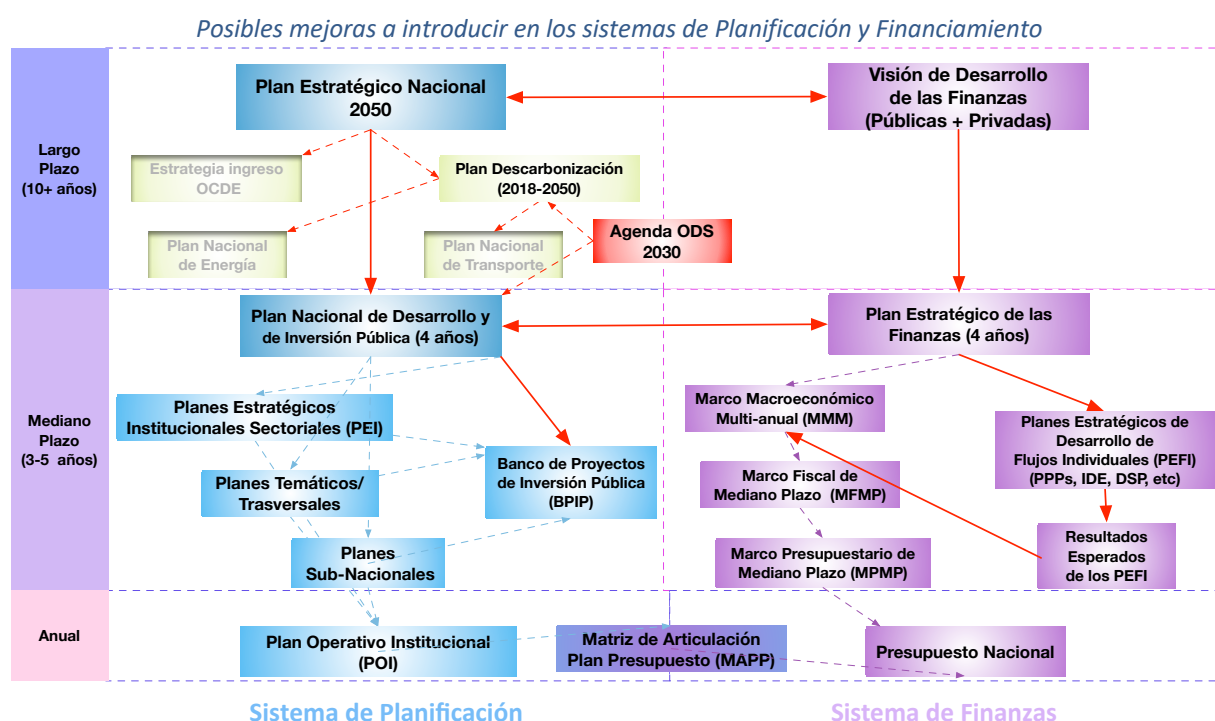 Posibles mejoras a introducir en los sistemas de Planificación y Financiamiento
Largo
Plazo
(10+ años)
Plan Estratégico Nacional
2050
Visión de Desarrollo
de las Finanzas
(Públicas + Privadas)
Estrategia ingreso
OCDE
Plan Descarbonización
(2018-2050)
Plan Nacional
de Energía
Plan Nacional
de Transporte
Agenda ODS
2030
Mediano
Plazo
(3-5 años)
Plan Nacional de Desarrollo y
de Inversión Pública (4 años)
Plan Estratégico de las
Finanzas (4 años)
Planes Estratégicos
Institucionales Sectoriales (PEI)
Marco Macroeconómico
Multi-anual (MMM)
Planes Estratégicos de
Desarrollo de
Flujos Individuales (PEFI)
(PPPs, IDE, DSP, etc)
Planes Temáticos/
Trasversales
Banco de Proyectos
de Inversión Pública
(BPIP)
Marco Fiscal de
Mediano Plazo (MFMP)
Planes
Sub-Nacionales
Marco Presupuestario de
Mediano Plazo (MPMP)
Resultados
Esperados
de los PEFI
Anual
Plan Operativo Institucional
(POI)
Matriz de Articulación
Plan Presupuesto (MAPP)
Presupuesto Nacional
Sistema de Planificación
Sistema de Finanzas